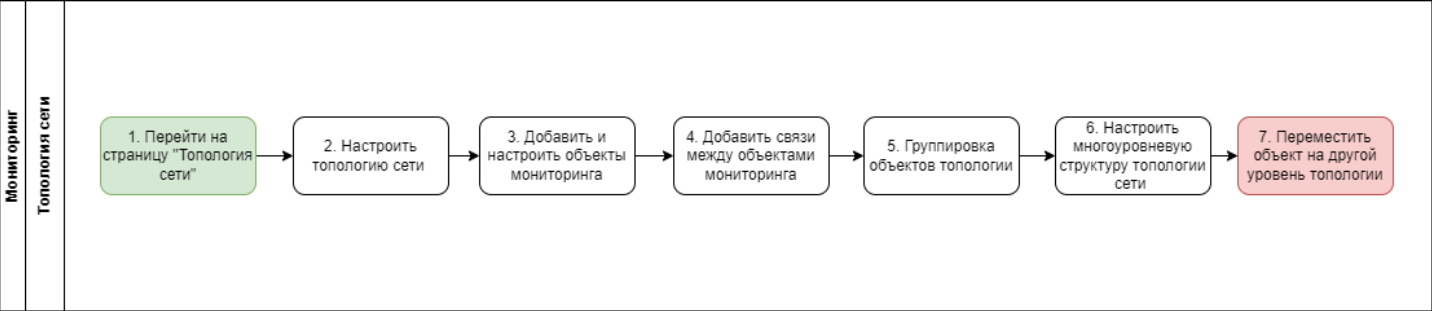 Мониторинг
Топология сети
1. Перейти на
страницу "Топология
сети"
2. Настроить
топологию сети
3. Добавить и
настроить объекты
мониторинга
4. Добавить связи
между объектами
мониторинга
5. Группировка
объектов топологии
6. Настроить
многоуровневую
структуру топологии
сети
7. Переместить
объект на другой
уровень топологии